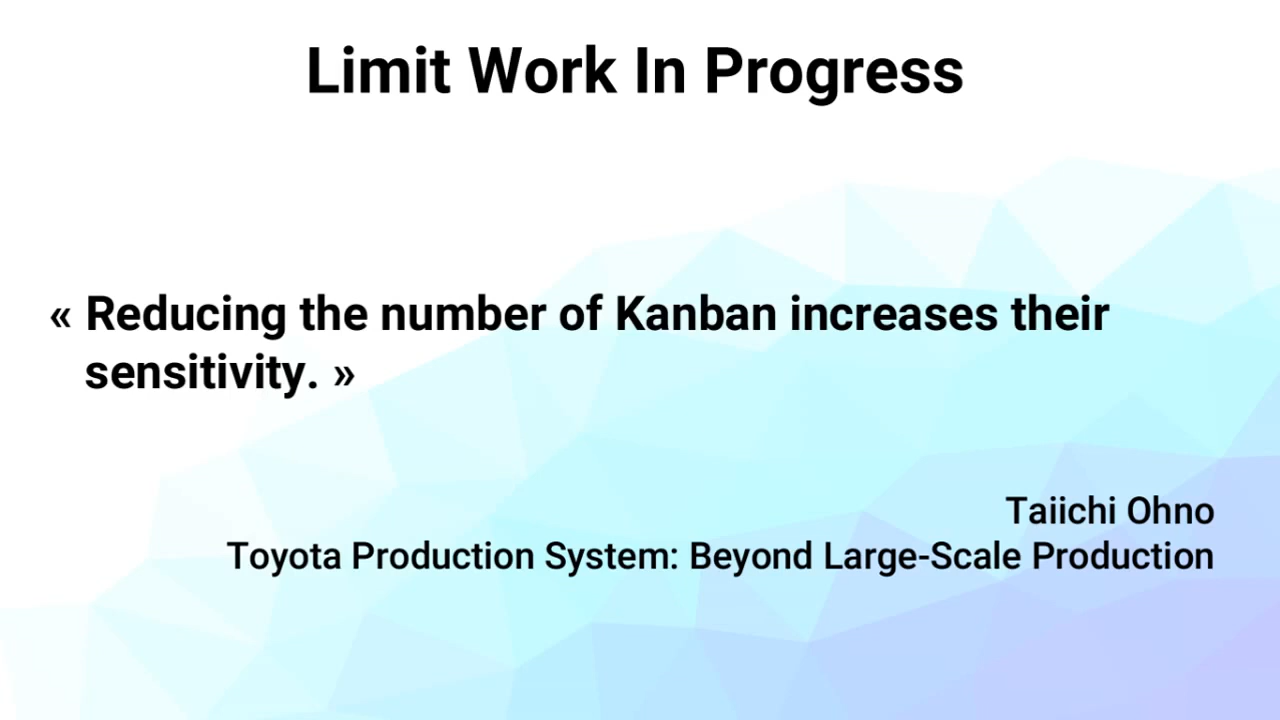 Limit Work In Progress
« Reducing the number of Kanban increases their
sensitivity. »
Taiichi Ohno
Toyota Production System: Beyond Large-Scale Production